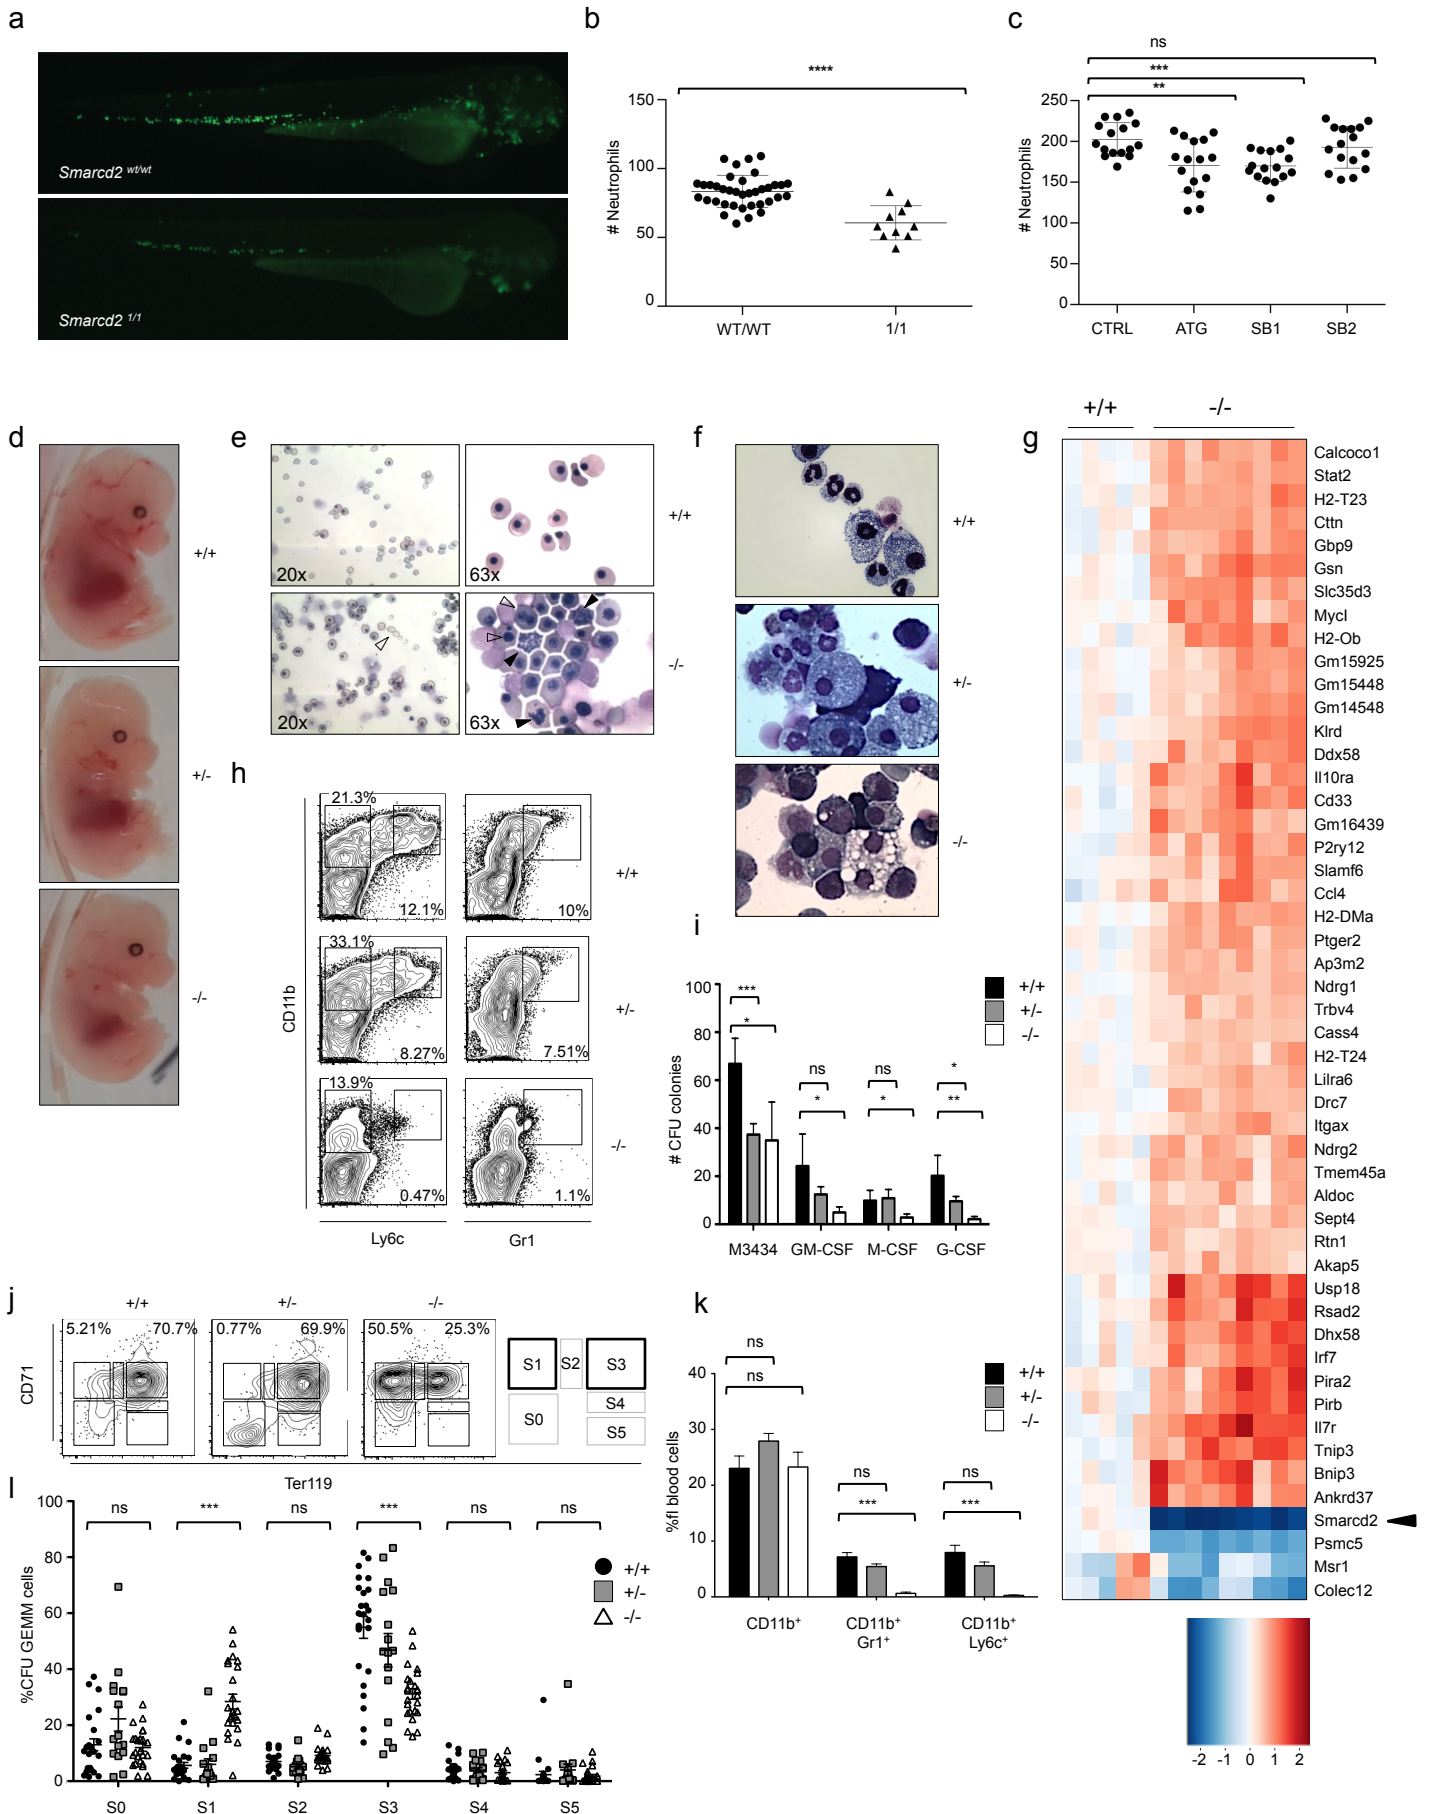 a
Smarcd2 wt/wt
Smarcd2 1/1
b
****
# Neutrophils
150
100
50
0
WT/WT
1/1
c
ns
***
**
# Neutrophils
250
200
150
100
50
0
CTRL
ATG
SB1
SB2
d
+/+
+/-
-/-
e
20x
63x
+/+
20x
63x
-/-
f
+/+
+/-
-/-
g
+/+
-/-
Calcoco1
Stat2
H2-T23
Cttn
Gbp9
Gsn
Slc35d3
Mycl
H2-Ob
Gm15925
Gm15448
Gm14548
Klrd
Ddx58
Il10ra
Cd33
Gm16439
P2ry12
Slamf6
Ccl4
H2-DMa
Ptger2
Ap3m2
Ndrg1
Trbv4
Cass4
H2-T24
Lilra6
Drc7
Itgax
Ndrg2
Tmem45a
Aldoc
Sept4
Rtn1
Akap5
Usp18
Rsad2
Dhx58
Irf7
Pira2
Pirb
Il7r
Tnip3
Bnip3
Ankrd37
Smarcd2
Psmc5
Msr1
Colec12
-2 -1 0 1 2
h
CD11b
21.3%
12.1%
10%
+/+
33.1%
8.27%
7.51%
+/-
13.9%
0.47%
1.1%
-/-
Ly6c
Gr1
i
# CFU colonies
100
80
60
40
20
0
***
*
ns
*
ns
*
*
**
+/+
+/-
-/-
M3434
GM-CSF
M-CSF
G-CSF
j
+/+
+/-
-/-
CD71
5.21%
70.7%
0.77%
69.9%
50.5%
25.3%
S1
S2
S3
S0
S4
S5
Ter119
k
%fl blood cells
40
30
20
10
0
ns
ns
ns
***
ns
***
+/+
+/-
-/-
CD11b+
CD11b+ Gr1+
CD11b+ Ly6c+
l
%CFU GEMM cells
100
80
60
40
20
0
ns
***
ns
***
ns
ns
+/+
+/-
-/-
S0
S1
S2
S3
S4
S5